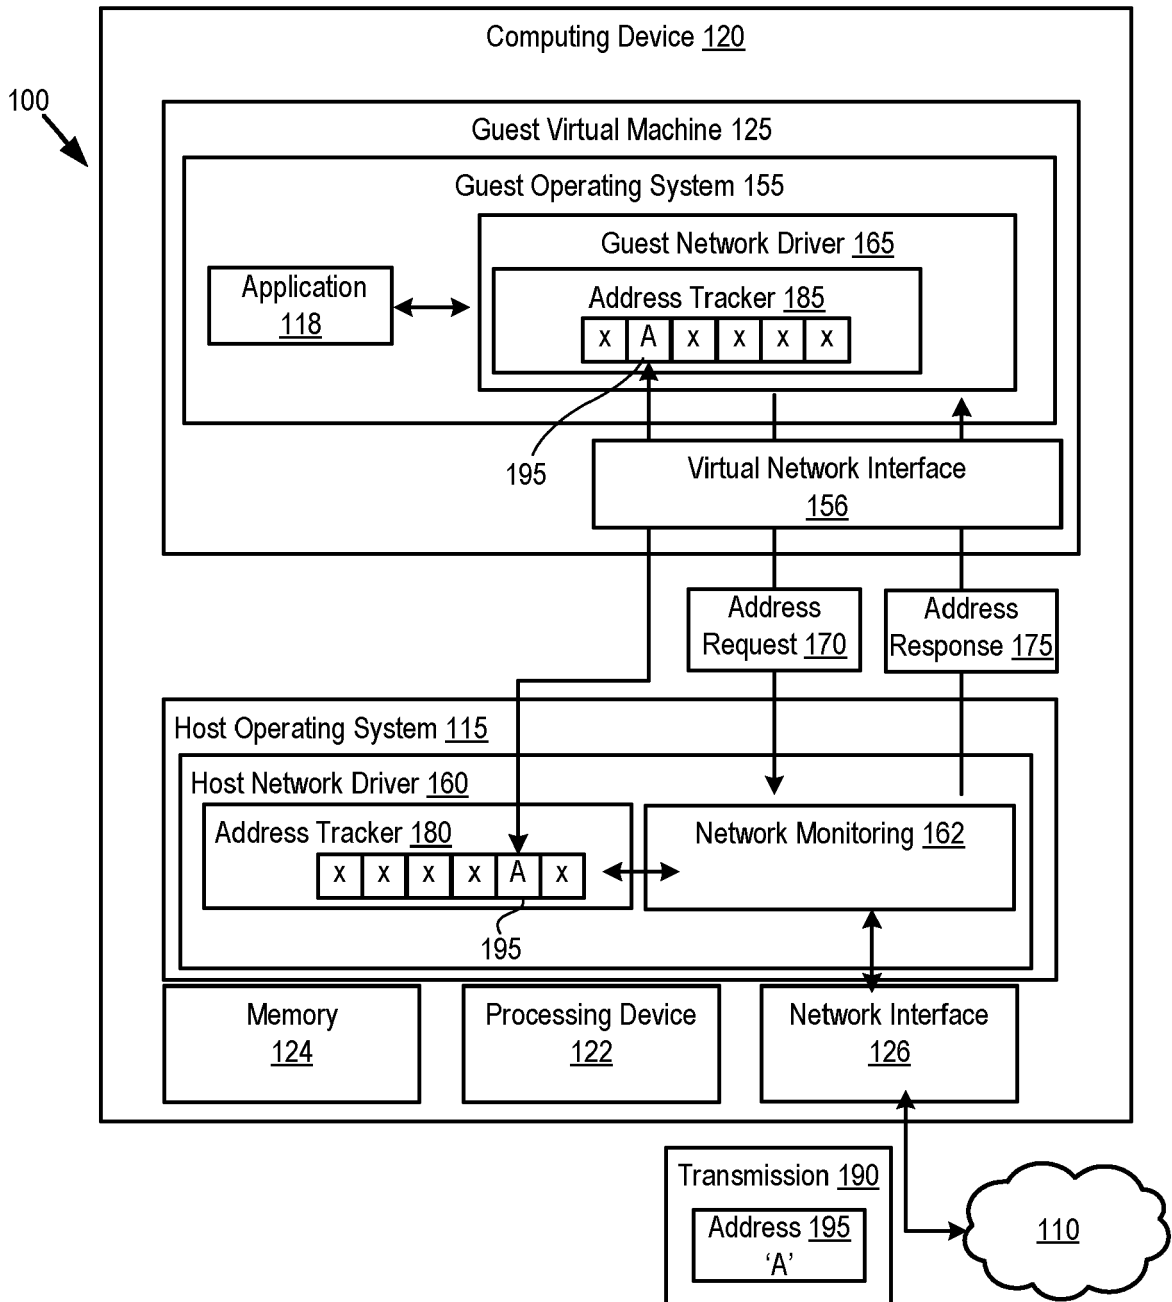 Computing Device 120
100
Guest Virtual Machine 125
Guest Operating System 155
Guest Network Driver 165
Application
118
Address Tracker 185
x A x x x x
195
Virtual Network Interface
156
Address
Request 170
Address
Response 175
Host Operating System 115
Host Network Driver 160
Address Tracker 180
x x x x A x
195
Network Monitoring 162
Memory
124
Processing Device
122
Network Interface
126
Transmission 190
Address 195
‘A’
110